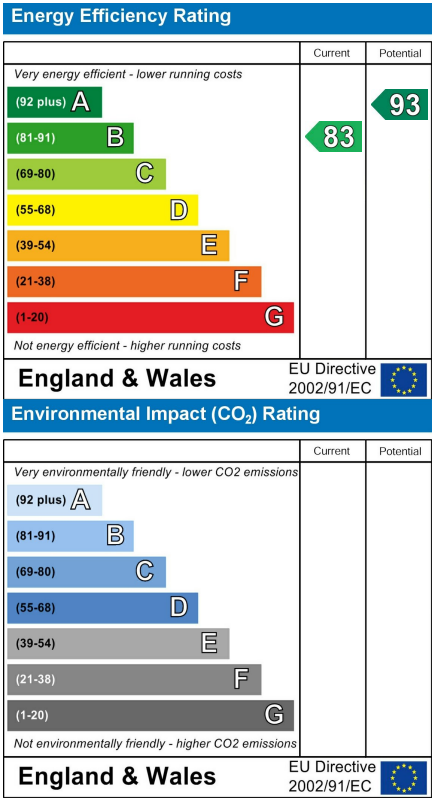 Energy Efficiency Rating
Current Potential
Very energy efficient - lower running costs
(92 plus) A
93
(81-91) B
83
(69-80) C
(55-68) D
(39-54) E
(21-38) F
(1-20) G
Not energy efficient - higher running costs
England & Wales
EU Directive
2002/91/EC
Environmental Impact (CO₂) Rating
Current Potential
Very environmentally friendly - lower CO2 emissions
(92 plus) A
(81-91) B
(69-80) C
(55-68) D
(39-54) E
(21-38) F
(1-20) G
Not environmentally friendly - higher CO2 emissions
England & Wales
EU Directive
2002/91/EC